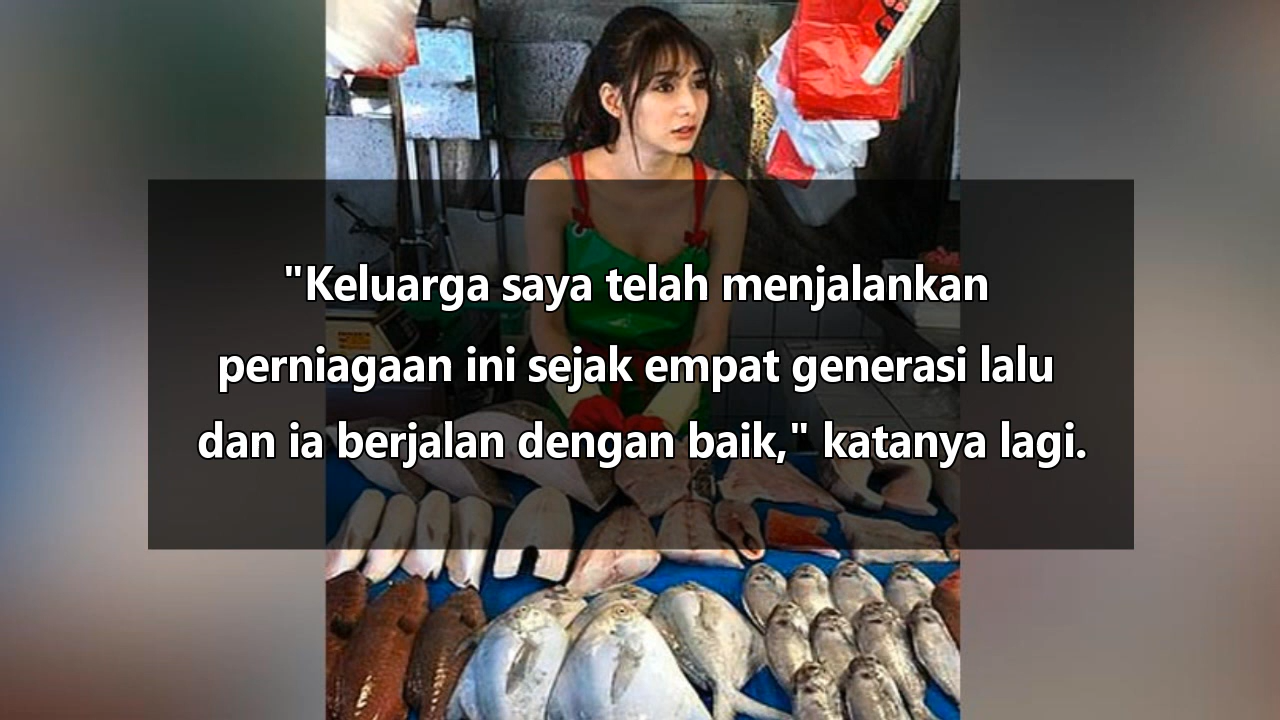 "Keluarga saya telah menjalankan
perniagaan ini sejak empat generasi lalu
dan ia berjalan dengan baik," katanya lagi.